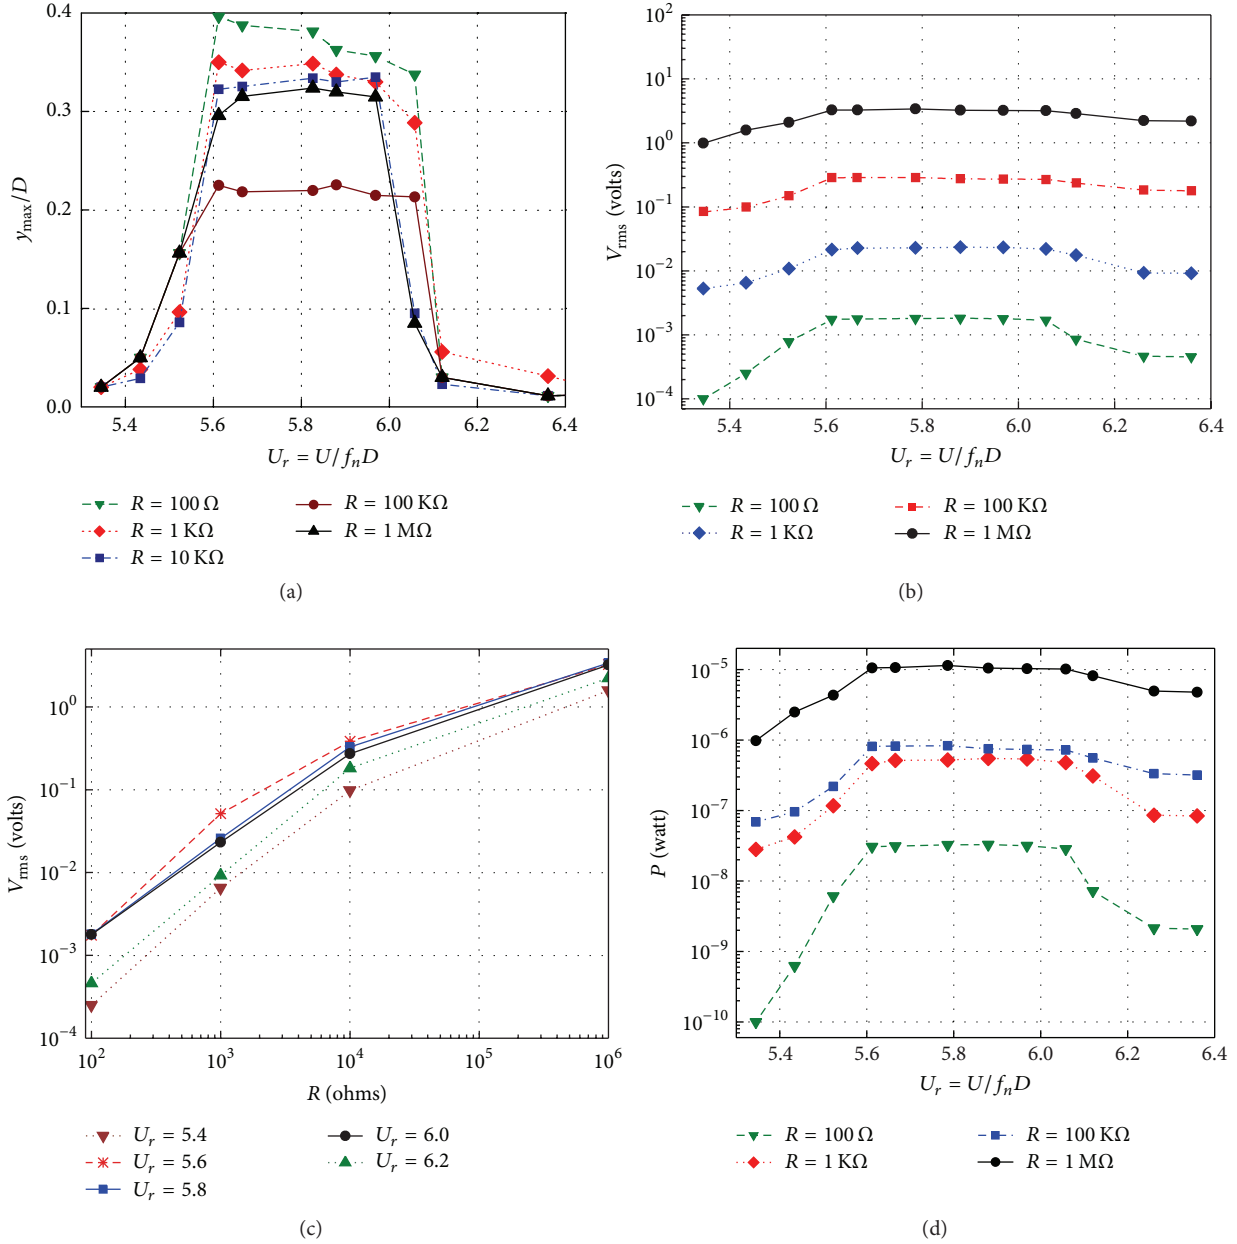 0.4
0.3
0.2
0.1
0.0
y_max/D
5.4 5.6 5.8 6.0 6.2 6.4
U_r = U/f_nD
R = 100 Ω
R = 1 KΩ
R = 10 KΩ
R = 100 KΩ
R = 1 MΩ
(a)
10^2
10^1
10^0
10^−1
10^−2
10^−3
10^−4
V_rms (volts)
5.4 5.6 5.8 6.0 6.2 6.4
U_r = U/f_nD
R = 100 Ω
R = 1 KΩ
R = 100 KΩ
R = 1 MΩ
(b)
10^0
10^−1
10^−2
10^−3
10^−4
V_rms (volts)
10^2 10^3 10^4 10^5 10^6
R (ohms)
U_r = 5.4
U_r = 5.6
U_r = 5.8
U_r = 6.0
U_r = 6.2
(c)
10^−5
10^−6
10^−7
10^−8
10^−9
10^−10
P (watt)
5.4 5.6 5.8 6.0 6.2 6.4
U_r = U/f_nD
R = 100 Ω
R = 1 KΩ
R = 100 KΩ
R = 1 MΩ
(d)